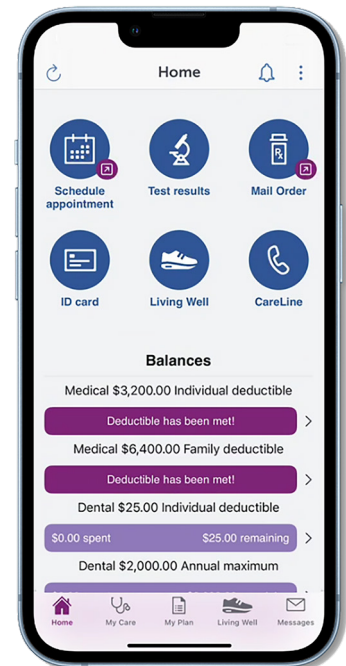 Home
Schedule
appointment
Test results
Rx
Mail Order
ID card
Living Well
CareLine
Balances
Medical $3,200.00 Individual deductible
Deductible has been met!
Medical $6,400.00 Family deductible
Deductible has been met!
Dental $25.00 Individual deductible
$0.00 spent $25.00 remaining
Dental $2,000.00 Annual maximum
Home My Care My Plan Living Well Messages